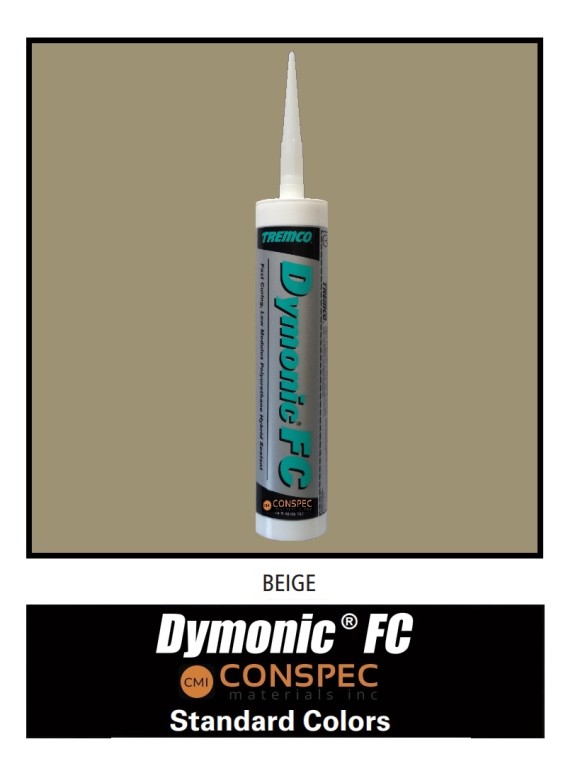 TREMCO
Dymonic® FC
Fast Curing, Low Modulus Polyurethane Hybrid Sealant
TREMCO
CONSPEC
BEIGE
Dymonic® FC
CMI CONSPEC
materials inc
Standard Colors